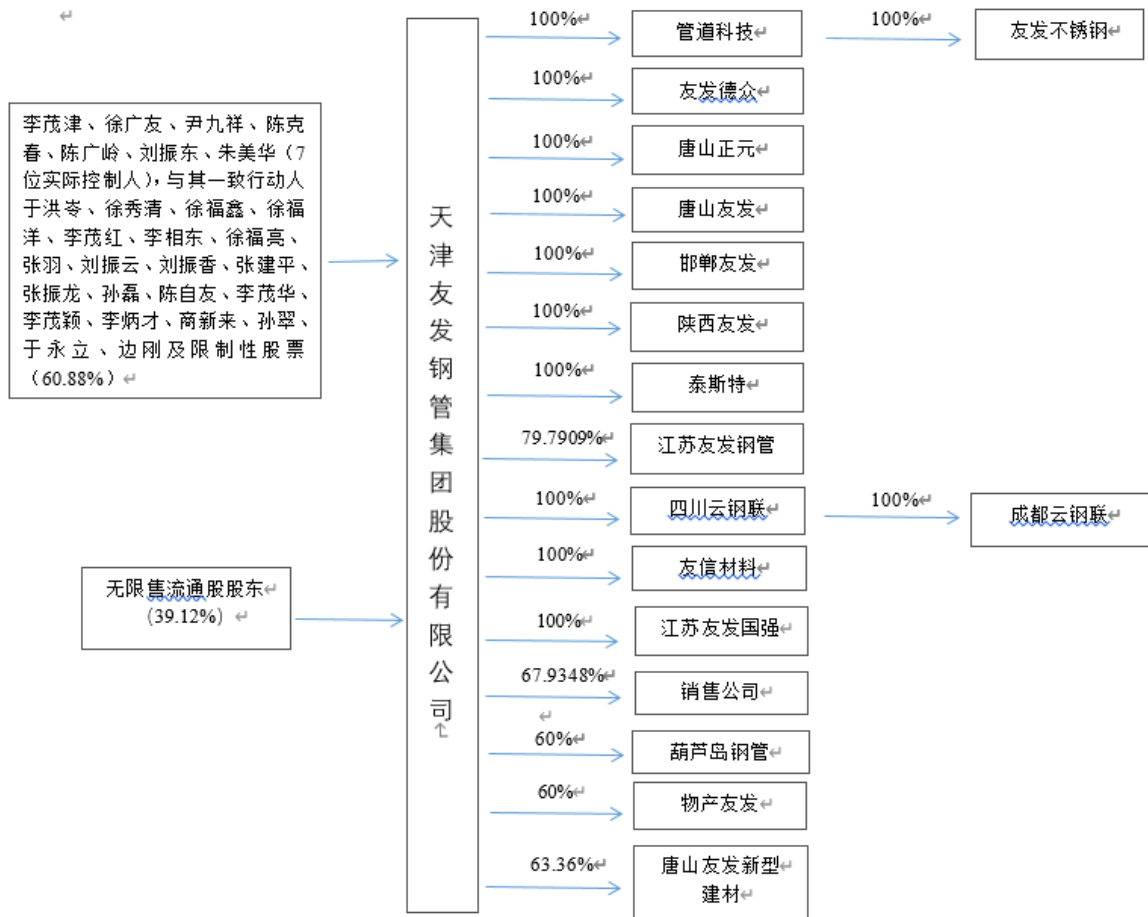 100%
管道科技
100%
友发不锈钢
100%
友发德众
李茂津、徐广友、尹九祥、陈克
春、陈广岭、刘振东、朱美华（7
位实际控制人），与其一致行动人
于洪岑、徐秀清、徐福鑫、徐福
洋、李茂红、李相东、徐福亮、
张羽、刘振云、刘振香、张建平、
张振龙、孙磊、陈自友、李茂华、
李茂颖、李炳才、商新来、孙翠、
于永立、边刚及限制性股票
（60.88%）
无限售流通股股东
(39.12%)
天
津
友
发
钢
管
集
团
股
份
有
限
公
司
100%
唐山正元
100%
唐山友发
100%
邯郸友发
100%
陕西友发
100%
泰斯特
79.7909%
江苏友发钢管
100%
四川云钢联
100%
成都云钢联
100%
友信材料
100%
江苏友发国强
67.9348%
销售公司
60%
葫芦岛钢管
60%
物产友发
63.36%
唐山友发新型
建材